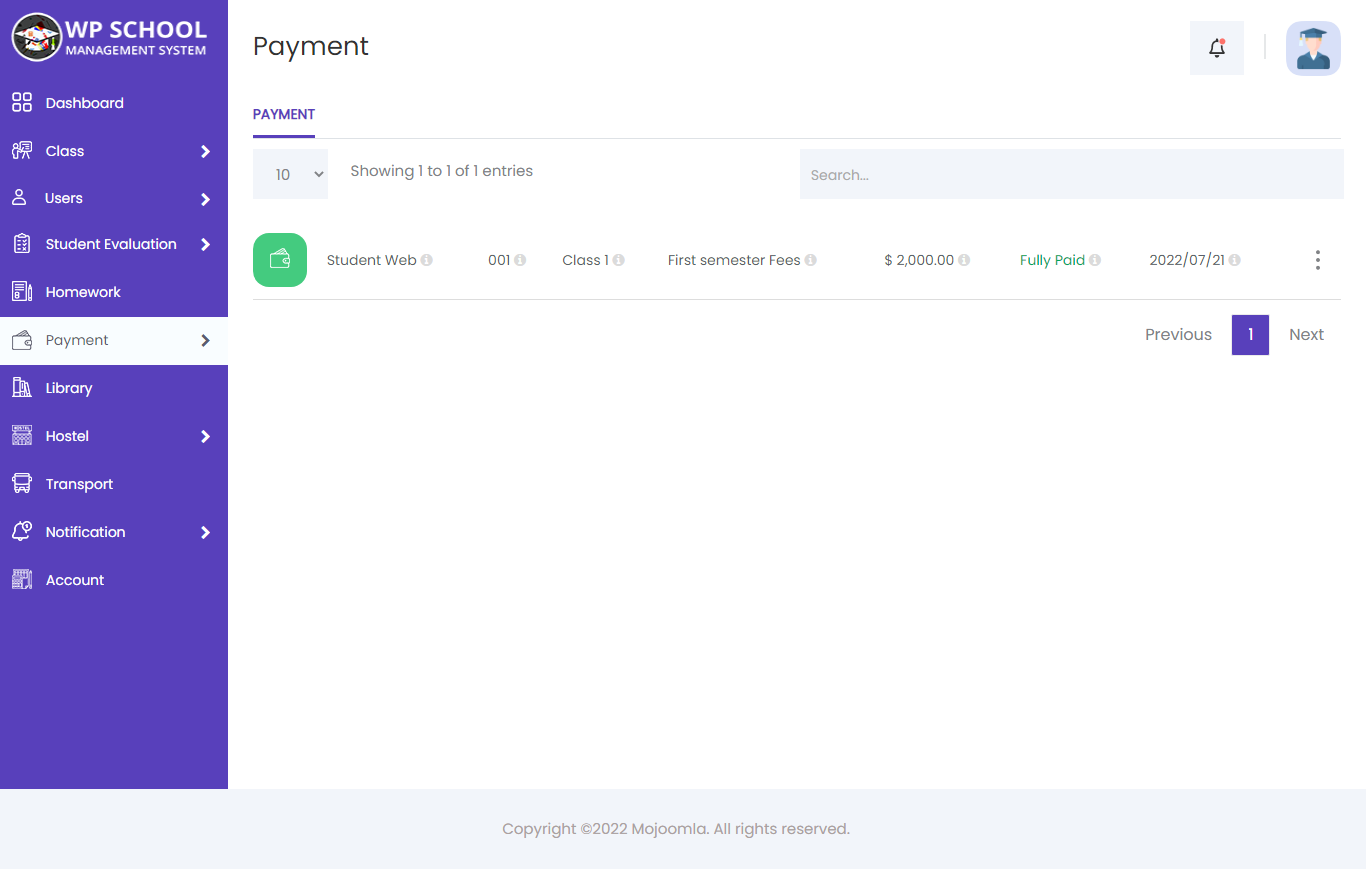 WP SCHOOL
MANAGEMENT SYSTEM
Dashboard
Class
Users
Student Evaluation
Homework
Payment
Library
Hostel
Transport
Notification
Account
Payment
PAYMENT
10
Showing 1 to 1 of 1 entries
Search...
Student Web 001 Class 1 First semester Fees $ 2,000.00 Fully Paid 2022/07/21
Previous 1 Next
Copyright ©2022 Mojoomla. All rights reserved.